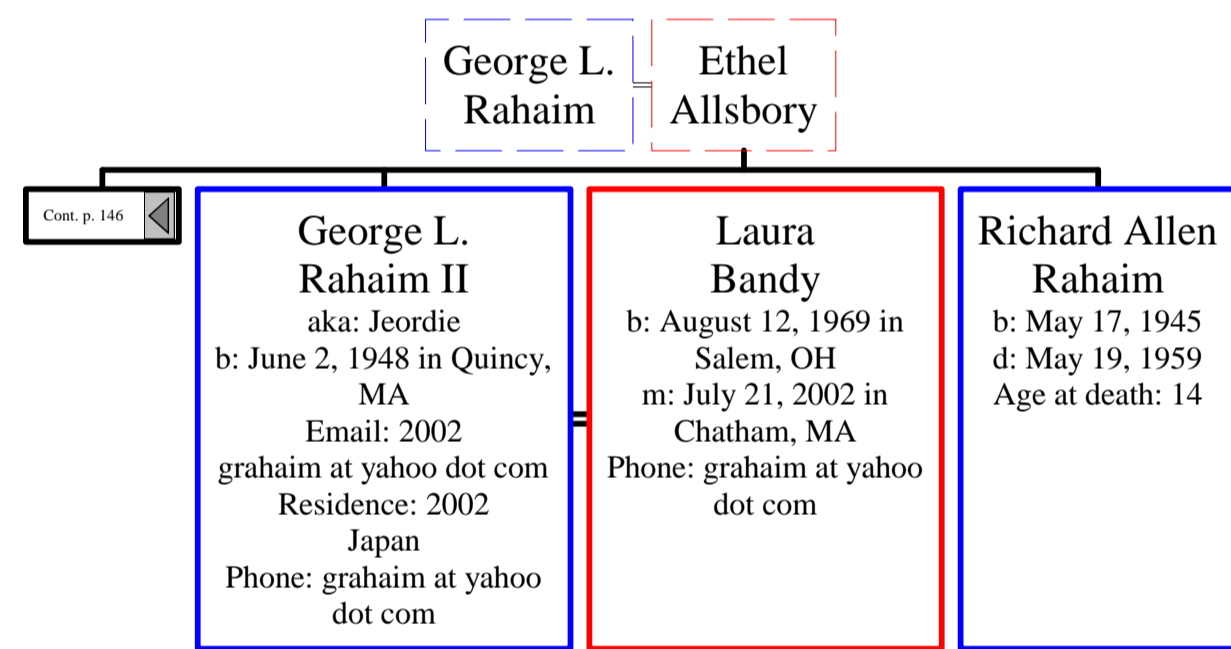 George L.
Rahaim
Ethel
Allsbory
Cont. p. 146
George L.
Rahaim II
aka: Jeordie
b: June 2, 1948 in Quincy,
MA
Email: 2002
grahaim at yahoo dot com
Residence: 2002
Japan
Phone: grahaim at yahoo
dot com
Laura
Bandy
b: August 12, 1969 in
Salem, OH
m: July 21, 2002 in
Chatham, MA
Phone: grahaim at yahoo
dot com
Richard Allen
Rahaim
b: May 17, 1945
d: May 19, 1959
Age at death: 14